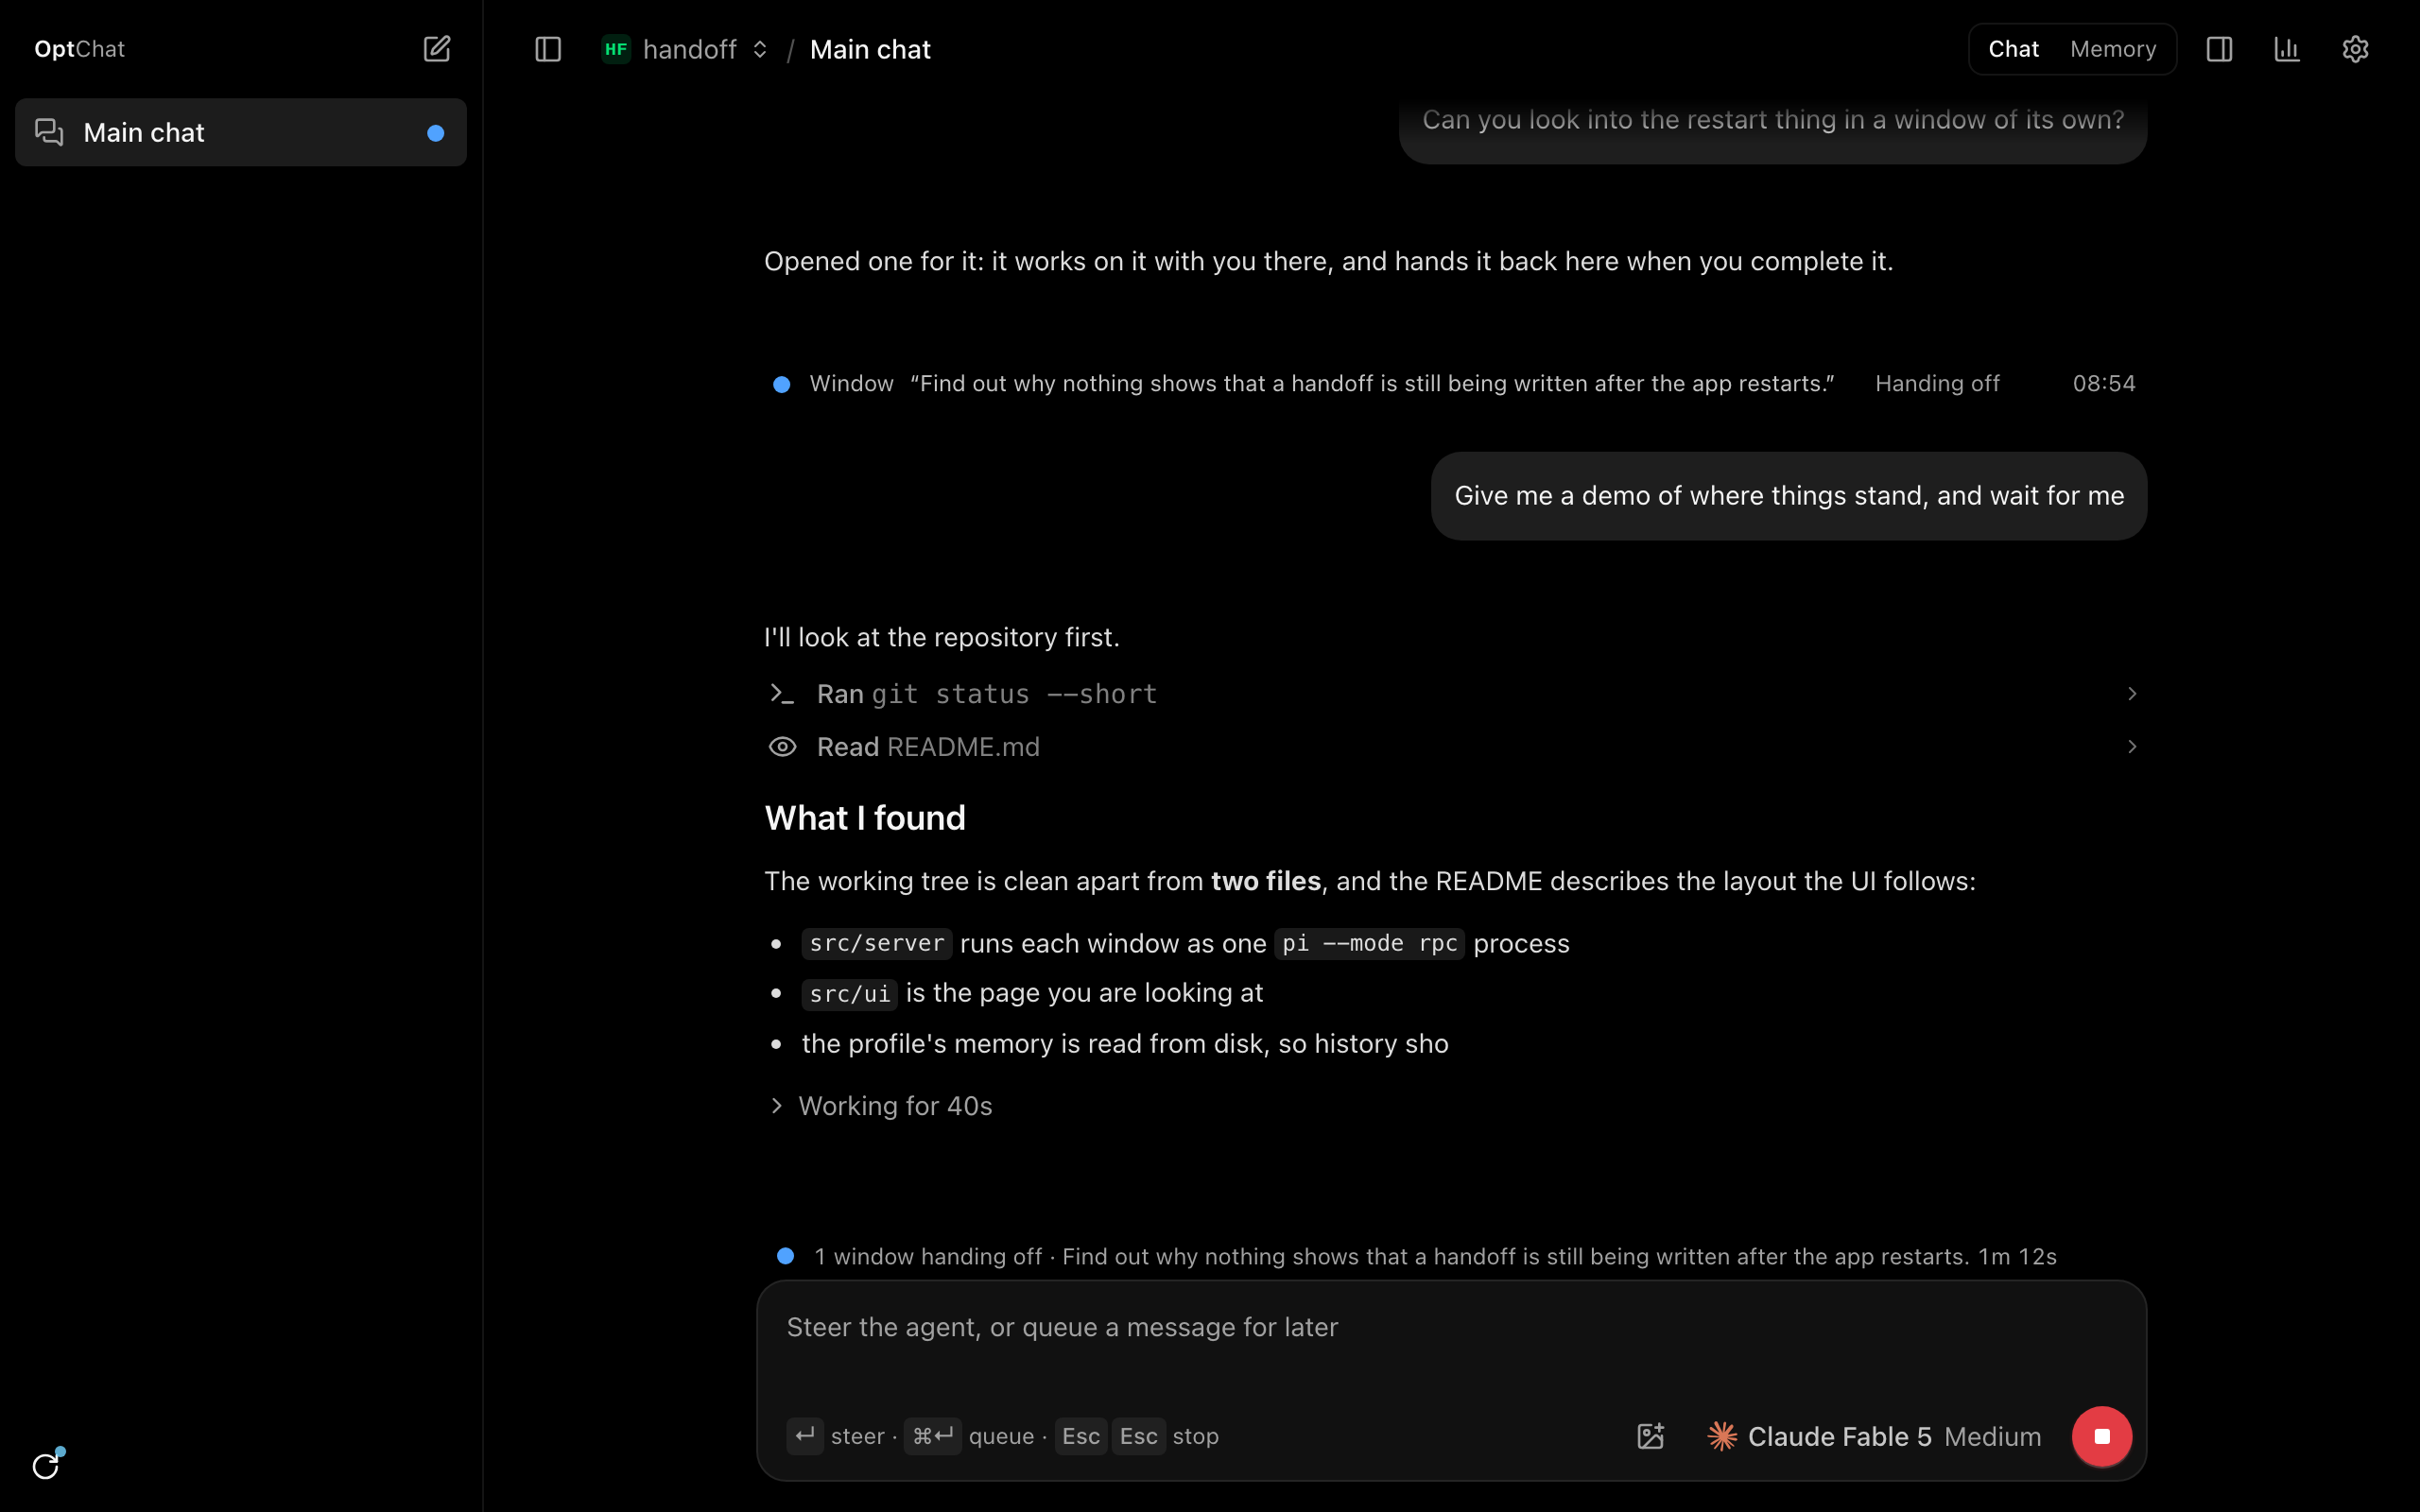 OptChat
Main chat
HF handoff / Main chat
Chat Memory
Can you look into the restart thing in a window of its own?
Opened one for it: it works on it with you there, and hands it back here when you complete it.
Window “Find out why nothing shows that a handoff is still being written after the app restarts.” Handing off 08:54
Give me a demo of where things stand, and wait for me
I'll look at the repository first.
Ran git status --short
Read README.md
What I found
The working tree is clean apart from two files, and the README describes the layout the UI follows:
• src/server runs each window as one pi --mode rpc process
• src/ui is the page you are looking at
• the profile's memory is read from disk, so history sho
Working for 40s
1 window handing off · Find out why nothing shows that a handoff is still being written after the app restarts. 1m 12s
Steer the agent, or queue a message for later
↵ steer · ⌘↵ queue · Esc Esc stop
Claude Fable 5 Medium